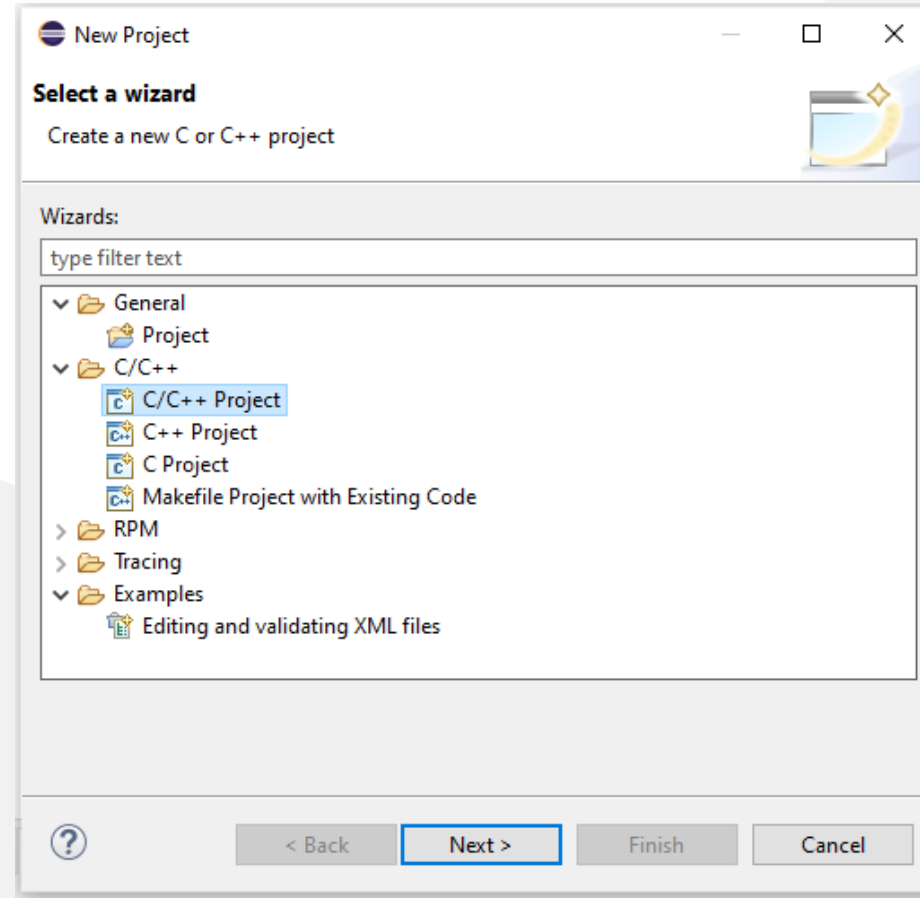 New Project
Select a wizard
Create a new C or C++ project
Wizards:
type filter text
General
Project
C/C++
C/C++ Project
C++ Project
C Project
Makefile Project with Existing Code
RPM
Tracing
Examples
Editing and validating XML files
< Back Next > Finish Cancel